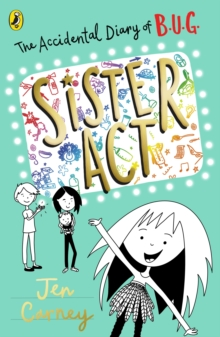 The Accidental Diary of B.U.G.
SISTER
ACT
Jen
Carney